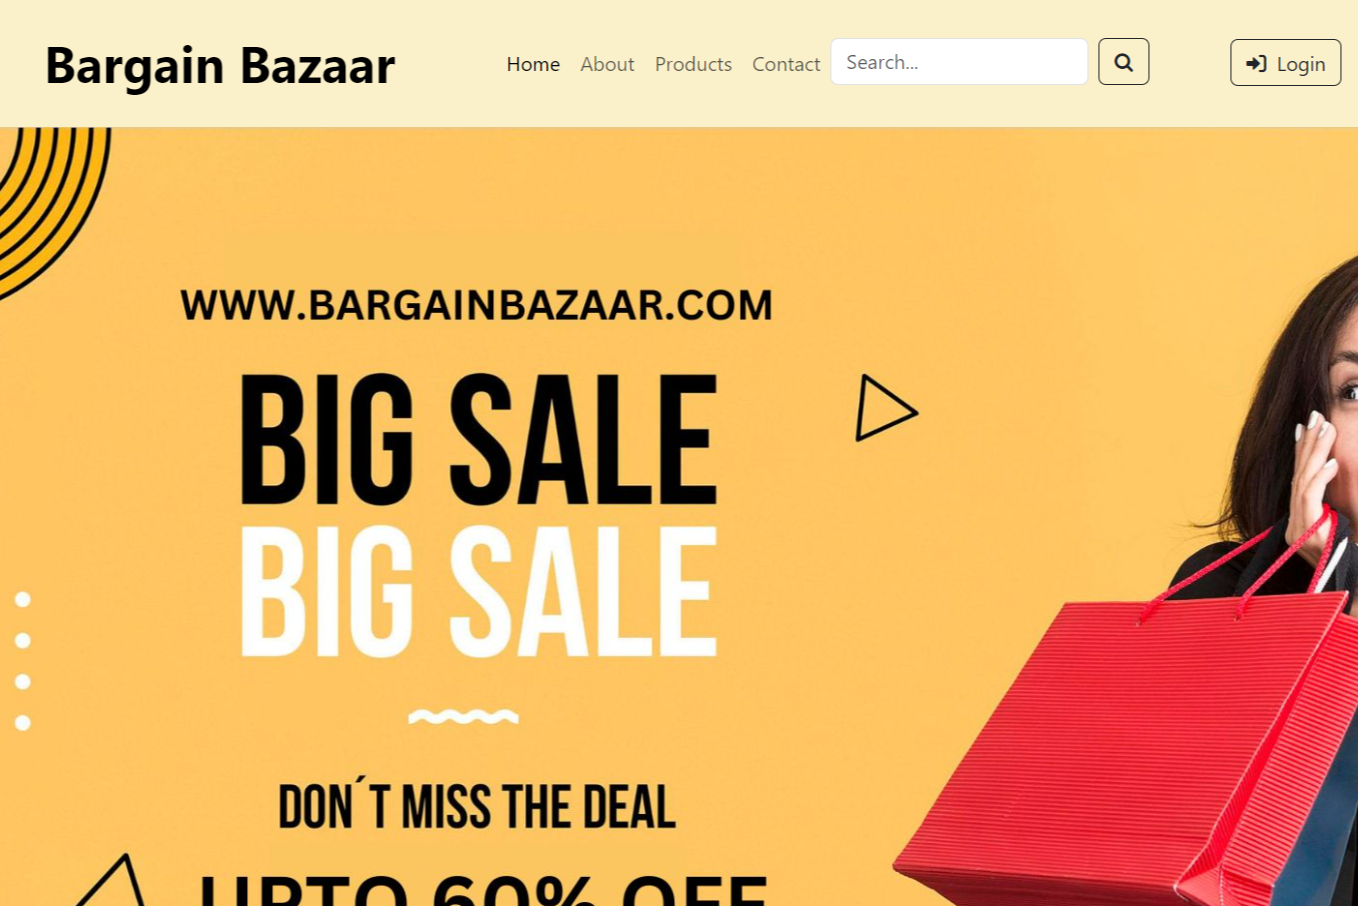 Bargain Bazaar
Home About Products Contact Search... Login
WWW.BARGAINBAZAAR.COM
BIG SALE
BIG SALE
DON´T MISS THE DEAL
UPTO 60% OFF